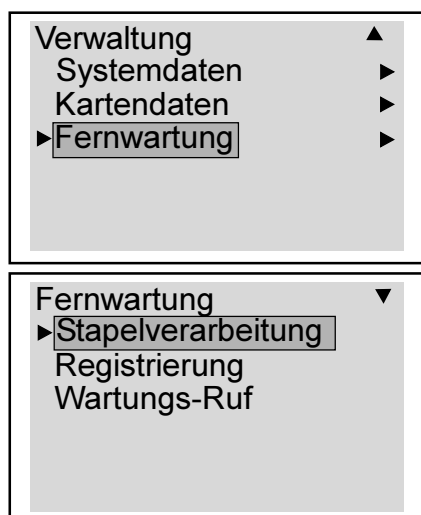 Verwaltung
Systemdaten
Kartendaten
Fernwartung
Fernwartung
Stapelverarbeitung
Registrierung
Wartungs-Ruf